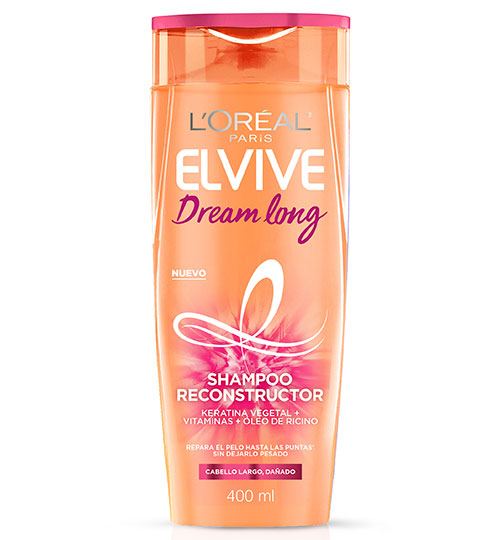 L'ORÉAL
PARIS
ELVIVE
Dream long
NUEVO
SHAMPOO
RECONSTRUCTOR
KERATINA VEGETAL +
VITAMINAS + ÓLEO DE RICINO
REPARA EL PELO HASTA LAS PUNTAS*
SIN DEJARLO PESADO
CABELLO LARGO, DAÑADO
400 ml